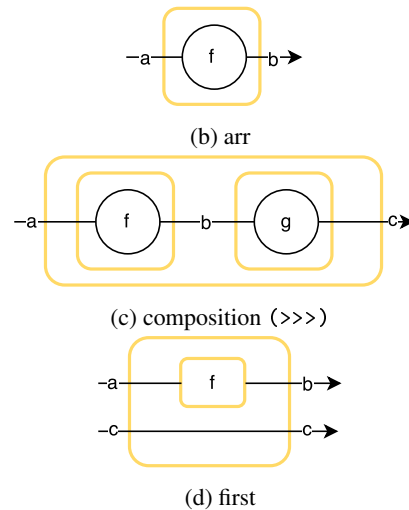 a f b
(b) arr
a f b g c
(c) composition (>>>)
a f b
c c
(d) first